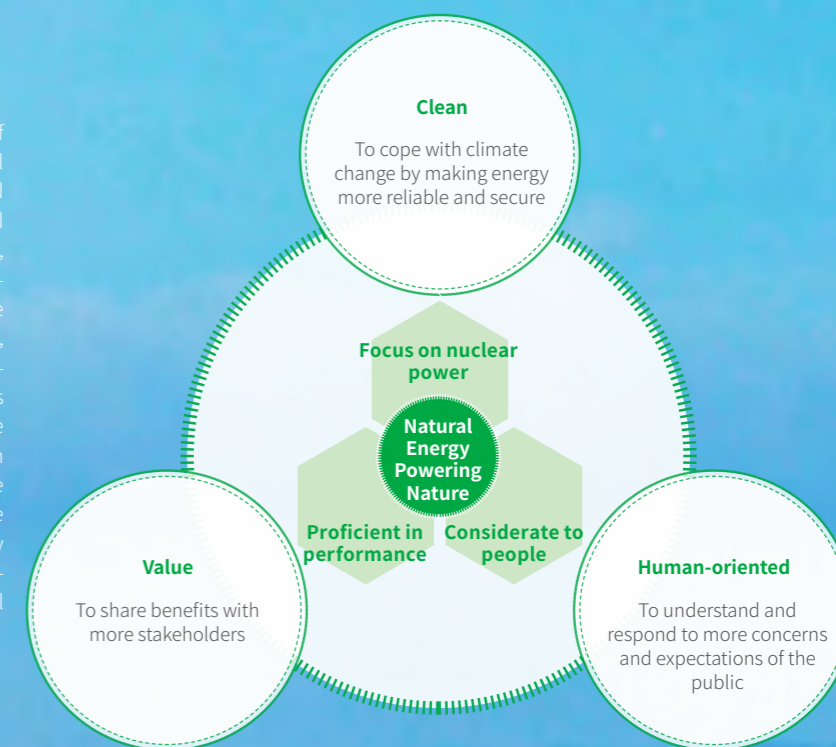 Clean
To cope with climate
change by making energy
more reliable and secure
Focus on nuclear
power
Natural
Energy
Powering
Nature
Proficient in
performance
Considerate to
people
Value
To share benefits with
more stakeholders
Human-oriented
To understand and
respond to more concerns
and expectations of the
public